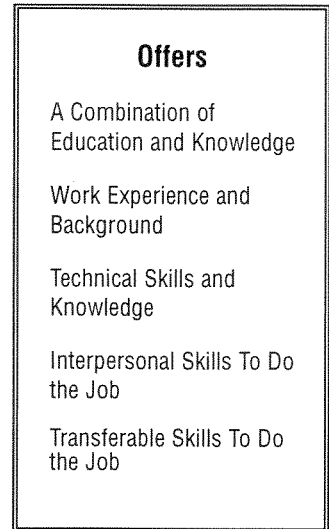 Offers
A Combination of
Education and Knowledge
Work Experience and
Background
Technical Skills and
Knowledge
Interpersonal Skills To Do
the Job
Transferable Skills To Do
the Job